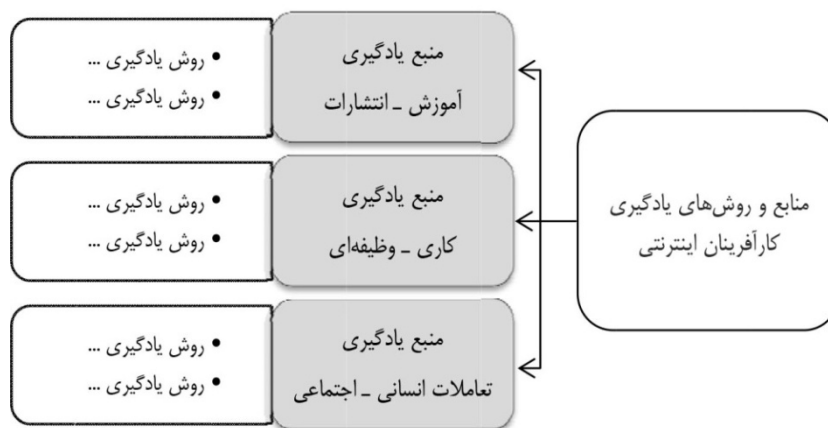 منابع و روش‌های یادگیری
کارآفرینان اینترنتی
منبع یادگیری
آموزش ـ انتشارات
• روش یادگیری ...
• روش یادگیری ...
منبع یادگیری
کاری ـ وظیفه‌ای
• روش یادگیری ...
• روش یادگیری ...
منبع یادگیری
تعاملات انسانی ـ اجتماعی
• روش یادگیری ...
• روش یادگیری ...